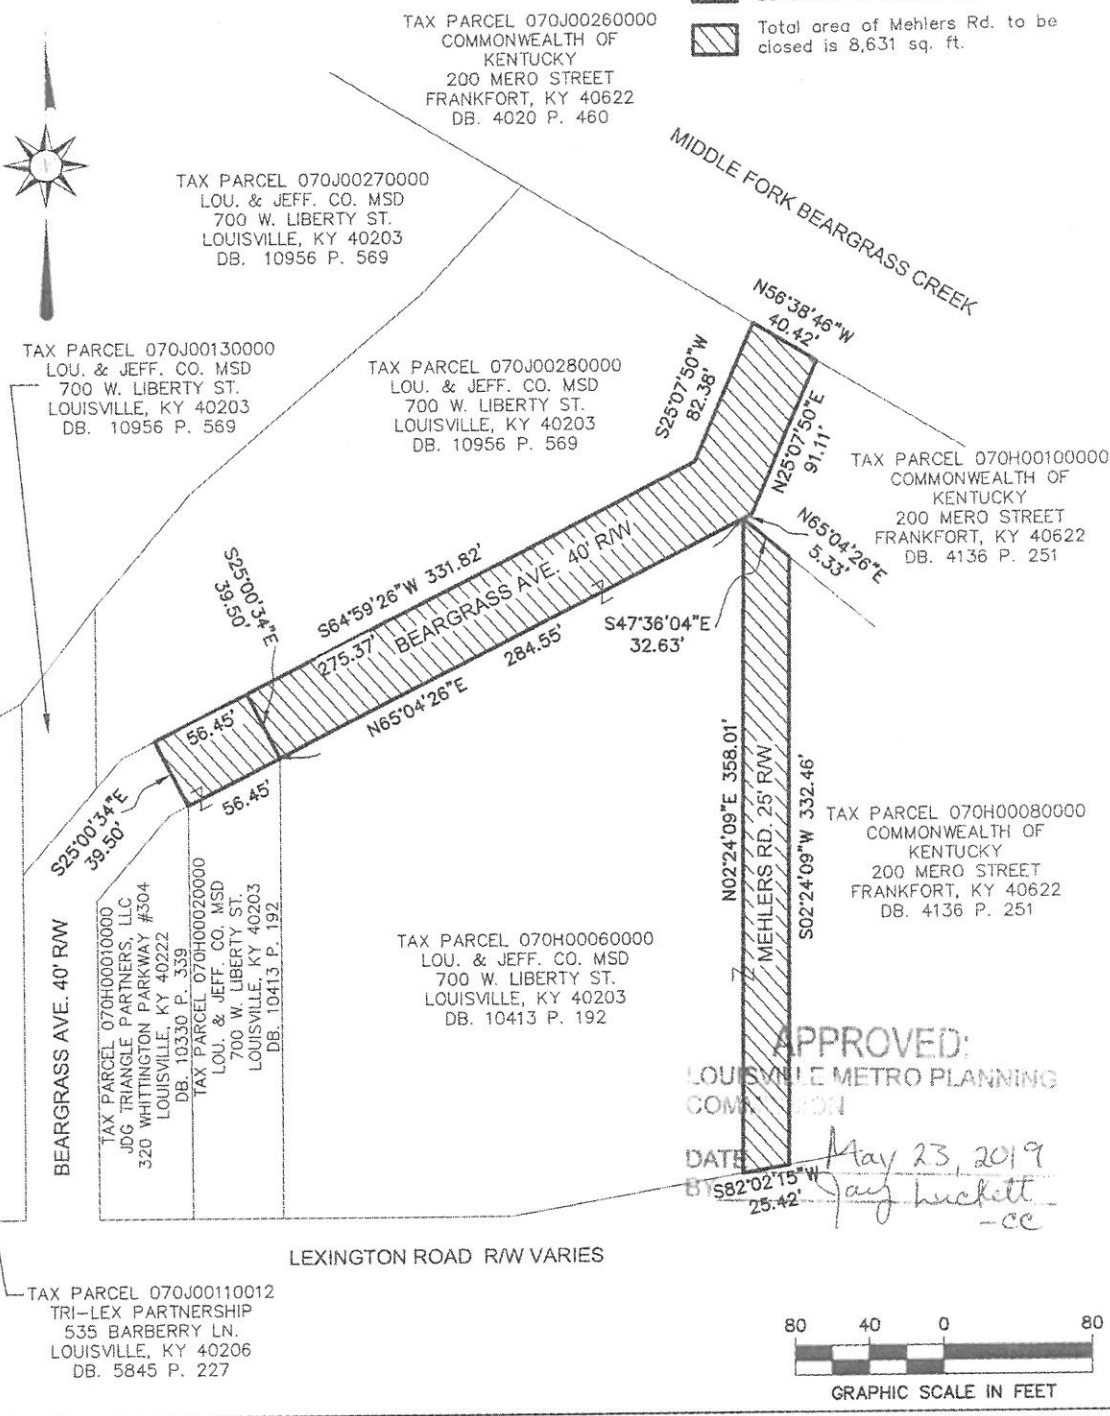 Total area of Mehlers Rd. to be
closed is 8,631 sq. ft.
TAX PARCEL 070J00260000
COMMONWEALTH OF
KENTUCKY
200 MERO STREET
FRANKFORT, KY 40622
DB. 4020 P. 460
MIDDLE FORK BEARGRASS CREEK
TAX PARCEL 070J00270000
LOU. & JEFF. CO. MSD
700 W. LIBERTY ST.
LOUISVILLE, KY 40203
DB. 10956 P. 569
N56°38'46"W
40.42'
TAX PARCEL 070J00130000
LOU. & JEFF. CO. MSD
700 W. LIBERTY ST.
LOUISVILLE, KY 40203
DB. 10956 P. 569
TAX PARCEL 070J00280000
LOU. & JEFF. CO. MSD
700 W. LIBERTY ST.
LOUISVILLE, KY 40203
DB. 10956 P. 569
S25°07'50"W
82.38'
N25°07'50"E
91.11'
TAX PARCEL 070H00100000
COMMONWEALTH OF
KENTUCKY
200 MERO STREET
FRANKFORT, KY 40622
DB. 4136 P. 251
N65°04'26"E
5.33'
S25°00'34"E
39.50'
S64°59'26"W 331.82'
275.37'
BEARGRASS AVE. 40' R/W
284.55'
N65°04'26"E
S47°36'04"E
32.63'
56.45'
56.45'
S25°00'34"E
39.50'
N02°24'09"E 358.01'
MEHLERS RD. 25' R/W
S02°24'09"W 332.46'
TAX PARCEL 070H00080000
COMMONWEALTH OF
KENTUCKY
200 MERO STREET
FRANKFORT, KY 40622
DB. 4136 P. 251
BEARGRASS AVE. 40' R/W
TAX PARCEL 070H00010000
JDG TRIANGLE PARTNERS, LLC
320 WHITTINGTON PARKWAY #304
LOUISVILLE, KY 40222
DB. 10330 P. 339
TAX PARCEL 070H00020000
LOU. & JEFF. CO. MSD
700 W. LIBERTY ST.
LOUISVILLE, KY 40203
DB. 10413 P. 192
TAX PARCEL 070H00060000
LOU. & JEFF. CO. MSD
700 W. LIBERTY ST.
LOUISVILLE, KY 40203
DB. 10413 P. 192
APPROVED:
LOUISVILLE METRO PLANNING
COMMISSION
DATE May 23, 2019
BY Jay Luckett
-CC
S82°02'15"W
25.42'
LEXINGTON ROAD R/W VARIES
TAX PARCEL 070J00110012
TRI-LEX PARTNERSHIP
535 BARBERRY LN.
LOUISVILLE, KY 40206
DB. 5845 P. 227
80 40 0 80
GRAPHIC SCALE IN FEET